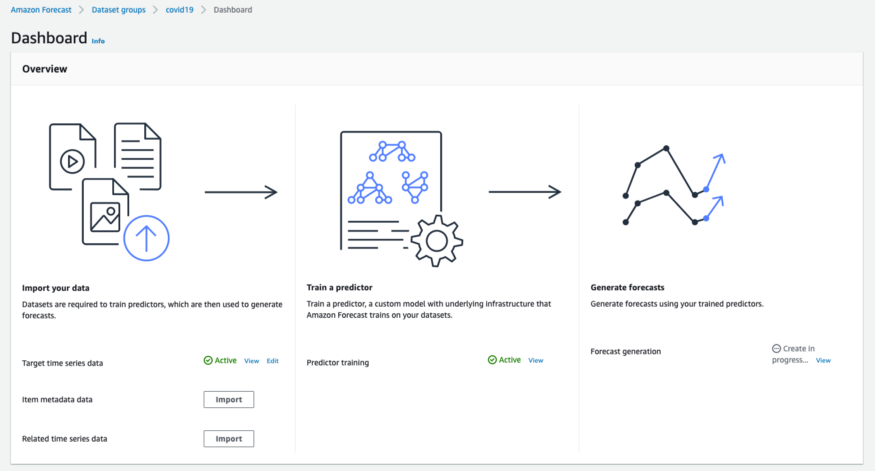 Amazon Forecast > Dataset groups > covid19 > Dashboard
Dashboard Info
Overview
Import your data
Datasets are required to train predictors, which are then used to generate
forecasts.
Target time series data Active View Edit
Item metadata data Import
Related time series data Import
Train a predictor
Train a predictor, a custom model with underlying infrastructure that
Amazon Forecast trains on your datasets.
Predictor training Active View
Generate forecasts
Generate forecasts using your trained predictors.
Forecast generation Create in
progress... View